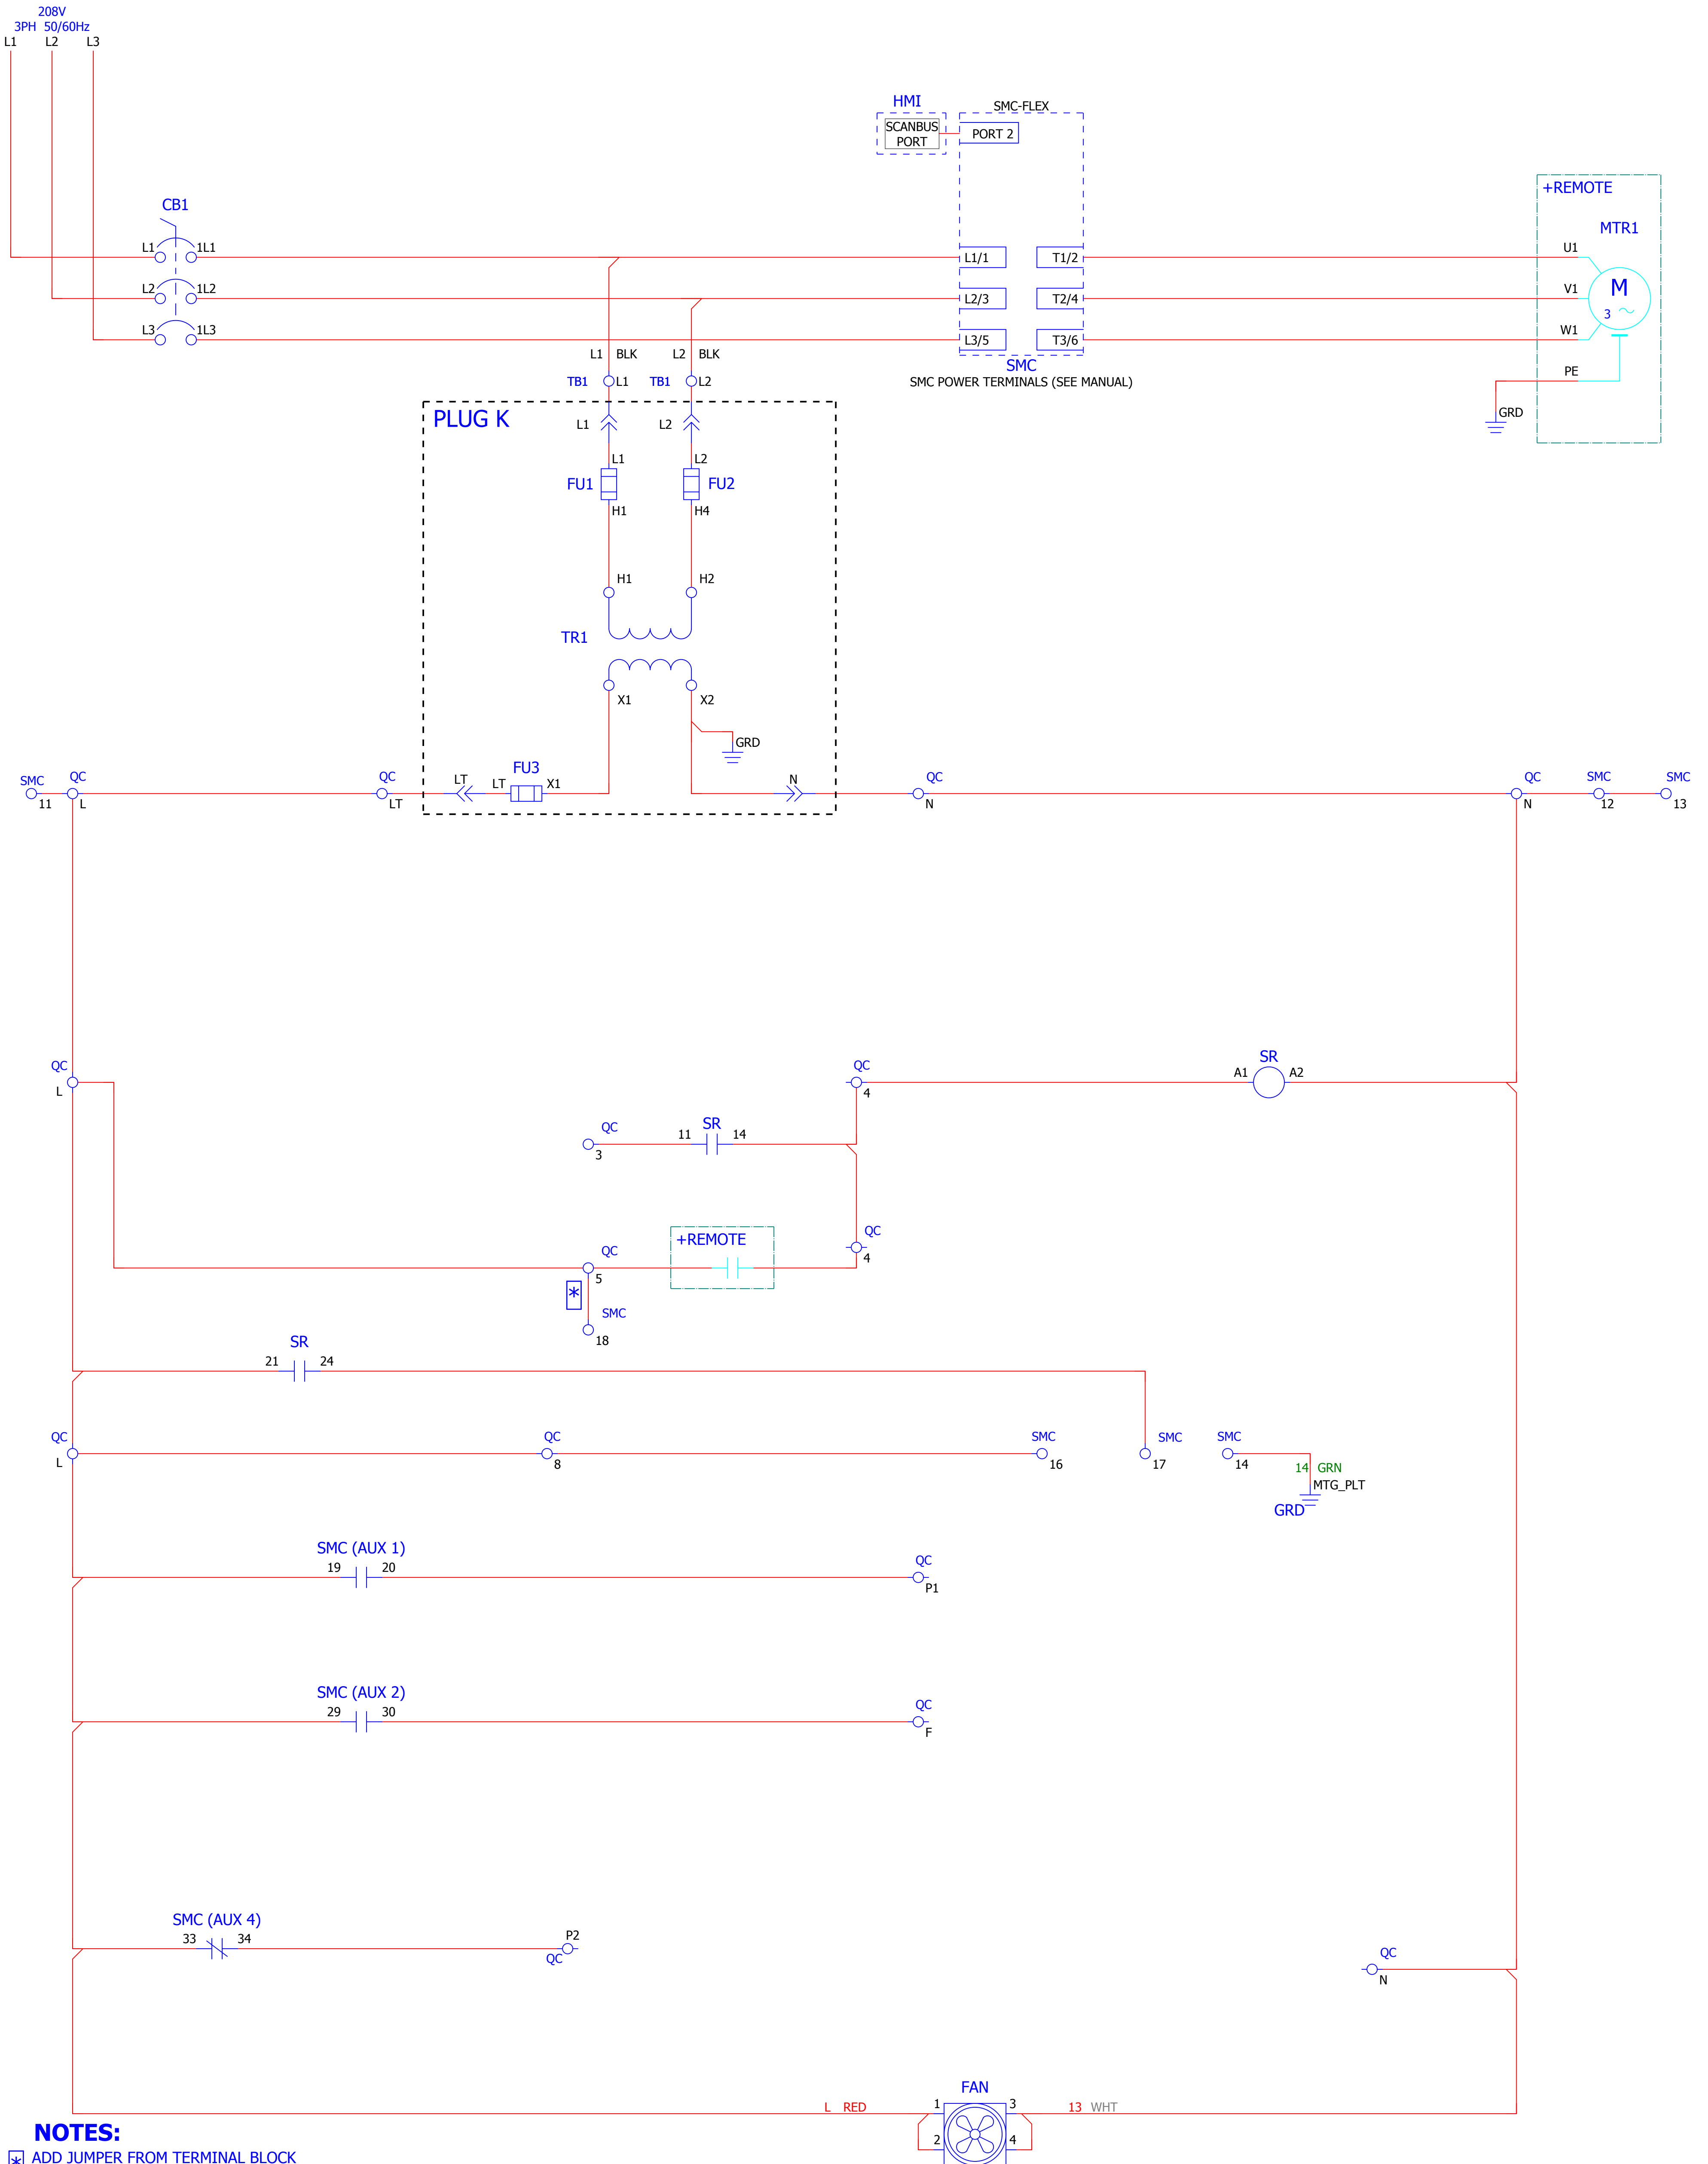 208V
3PH 50/60Hz
L1 L2 L3
HMI
SMC-FLEX
SCANBUS
PORT
PORT 2
+REMOTE
CB1
MTR1
L1 1L1
L1/1 T1/2
U1
L2 1L2
L2/3 T2/4
V1
M
3
L3 1L3
L3/5 T3/6
W1
L1 BLK L2 BLK
SMC
SMC POWER TERMINALS (SEE MANUAL)
PE
TB1 L1 TB1 L2
PLUG K
L1 L2
GRD
L1 L2
FU1 FU2
H1 H4
H1 H2
TR1
X1 X2
GRD
SMC QC QC LT LT FU3 X1 N QC QC SMC SMC
11 L LT N N 12 13
QC QC SR
L 4 A1 A2
QC SR
3 11 14
QC
4
+REMOTE
QC
5
*
SMC
18
SR
21 24
QC QC SMC SMC SMC
L 8 16 17 14
14 GRN
MTG_PLT
GRD
SMC (AUX 1)
19 20
QC
P1
SMC (AUX 2)
29 30
QC
F
SMC (AUX 4)
33 34
P2
QC
QC
N
FAN
L RED 1 3 13 WHT
2 4
NOTES:
* ADD JUMPER FROM TERMINAL BLOCK